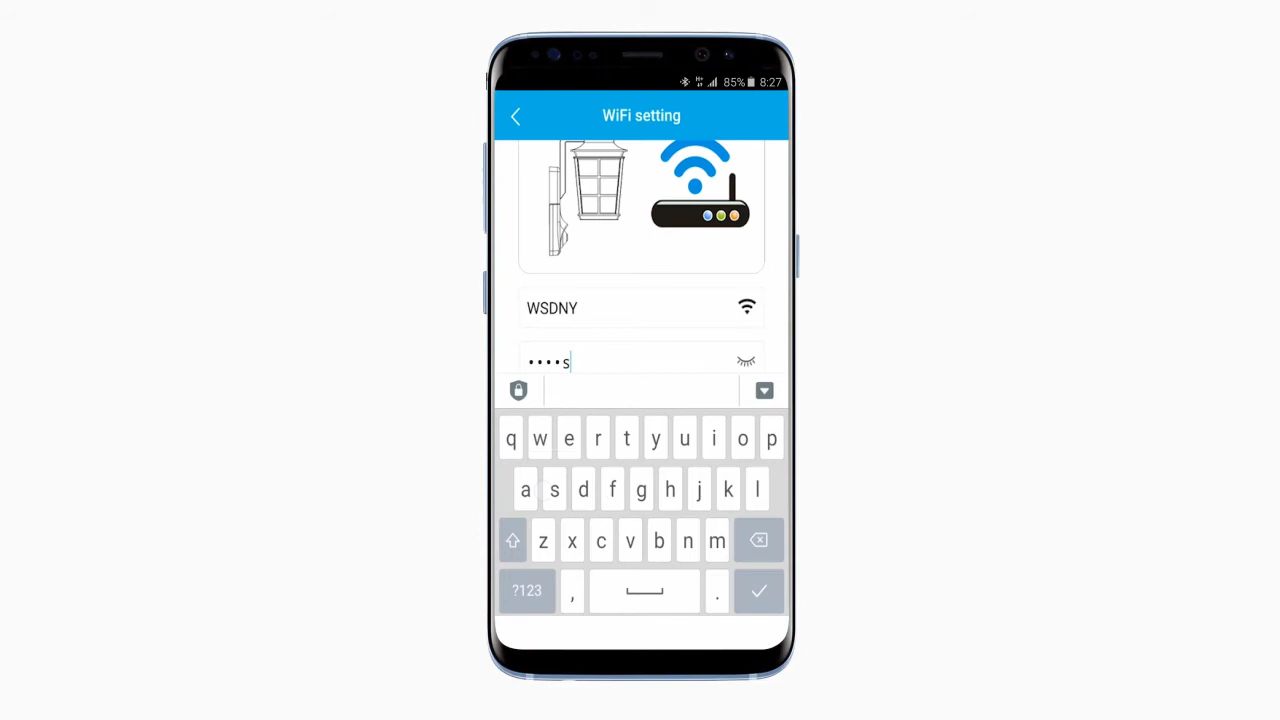 85% 8:27
WiFi setting
WSDNY
••••s
q w e r t y u i o p
a s d f g h j k l
z x c v b n m
?123 , .